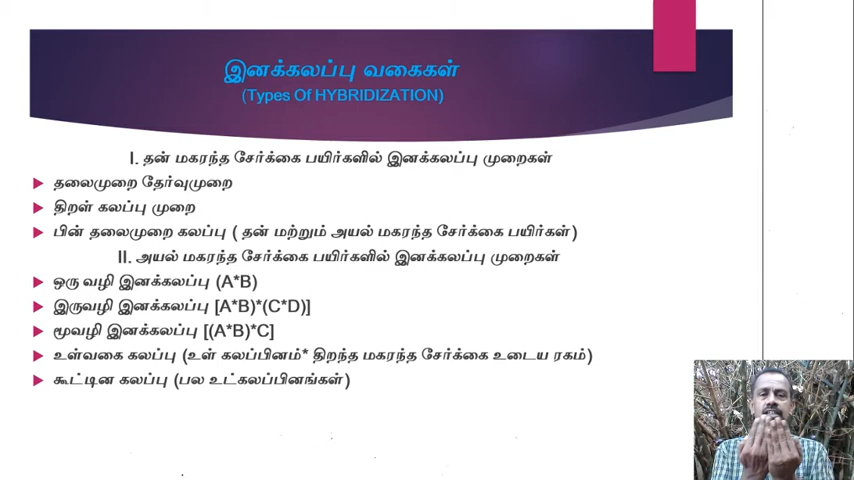 இனக்கலப்பு வகைகள்
(Types Of HYBRIDIZATION)
I. தன் மகரந்த சேர்க்கை பயிர்களில் இனக்கலப்பு முறைகள்
தலைமுறை தேர்வுமுறை
திறள் கலப்பு முறை
பின் தலைமுறை கலப்பு ( தன் மற்றும் அயல் மகரந்த சேர்க்கை பயிர்கள்)
II. அயல் மகரந்த சேர்க்கை பயிர்களில் இனக்கலப்பு முறைகள்
ஒரு வழி இனக்கலப்பு (A*B)
இருவழி இனக்கலப்பு [A*B)*(C*D)]
மூவழி இனக்கலப்பு [(A*B)*C]
உள்வகை கலப்பு (உள் கலப்பினம்* திறந்த மகரந்த சேர்க்கை உடைய ரகம்)
கூட்டின கலப்பு (பல உட்கலப்பினங்கள்)